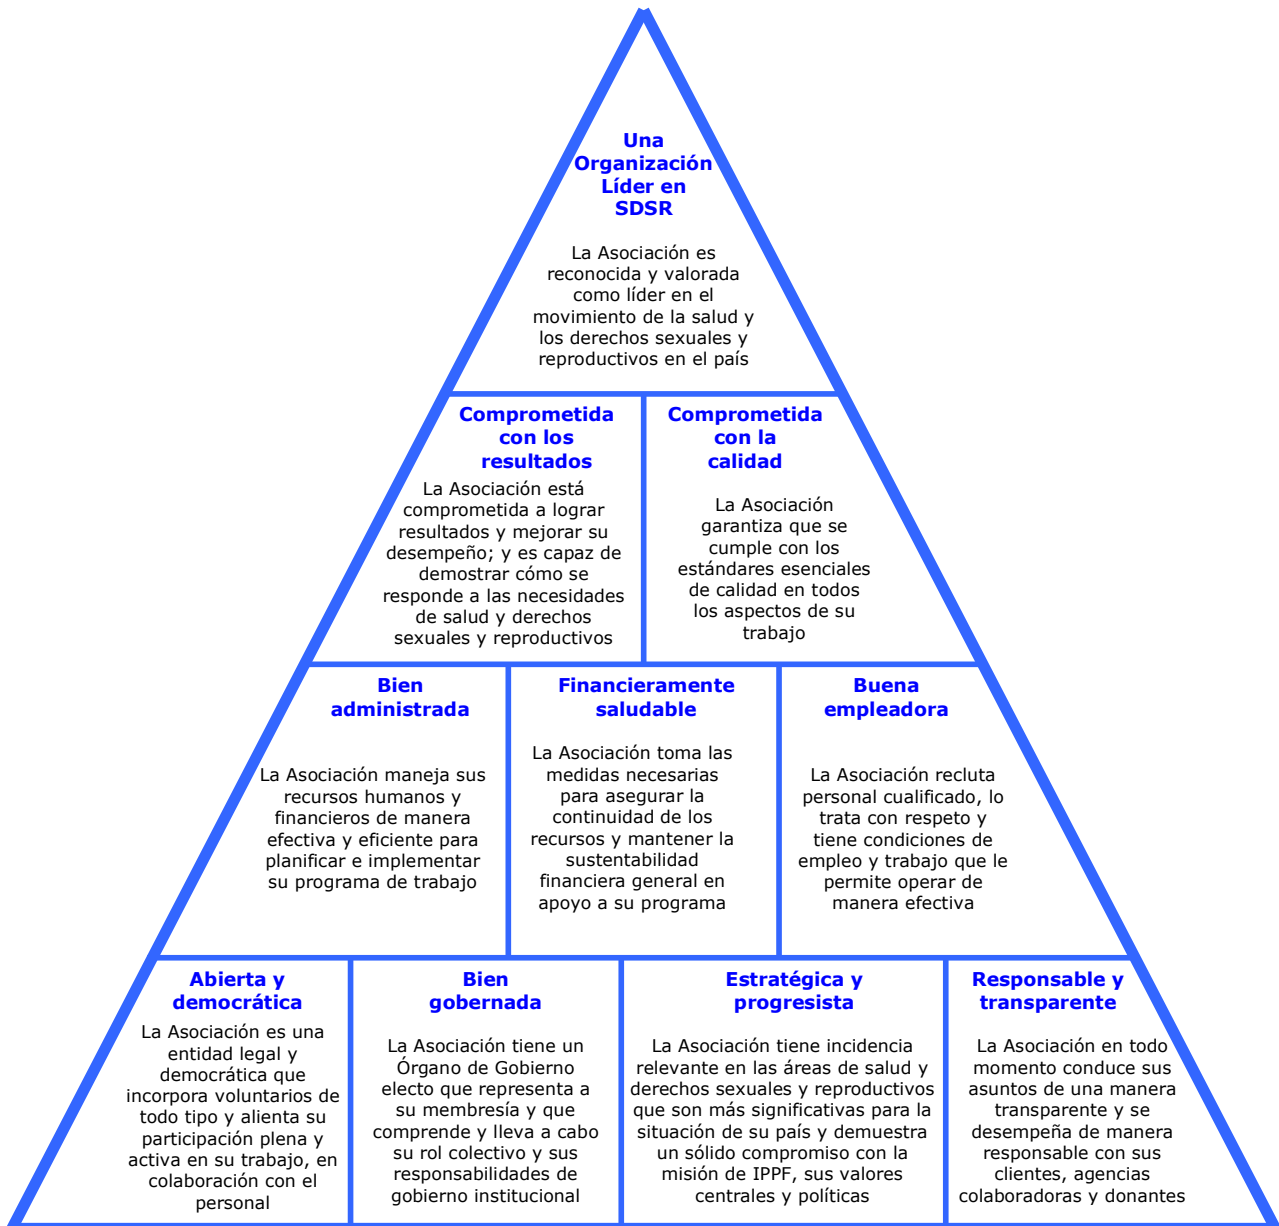 Una
Organización
Líder en
SDSR
La Asociación es
reconocida y valorada
como líder en el
movimiento de la salud y
los derechos sexuales y
reproductivos en el país
Comprometida
con los
resultados
La Asociación está
comprometida a lograr
resultados y mejorar su
desempeño; y es capaz de
demostrar cómo se
responde a las necesidades
de salud y derechos
sexuales y reproductivos
Comprometida
con la
calidad
La Asociación
garantiza que se
cumple con los
estándares esenciales
de calidad en todos
los aspectos de su
trabajo
Bien
administrada
La Asociación maneja sus
recursos humanos y
financieros de manera
efectiva y eficiente para
planificar e implementar
su programa de trabajo
Financieramente
saludable
La Asociación toma las
medidas necesarias
para asegurar la
continuidad de los
recursos y mantener la
sustentabilidad
financiera general en
apoyo a su programa
Buena
empleadora
La Asociación recluta
personal cualificado, lo
trata con respeto y
tiene condiciones de
empleo y trabajo que le
permite operar de
manera efectiva
Abierta y
democrática
La Asociación es una
entidad legal y
democrática que
incorpora voluntarios de
todo tipo y alienta su
participación plena y
activa en su trabajo, en
colaboración con el
personal
Bien
gobernada
La Asociación tiene un
Órgano de Gobierno
electo que representa a
su membresía y que
comprende y lleva a cabo
su rol colectivo y sus
responsabilidades de
gobierno institucional
Estratégica y
progresista
La Asociación tiene incidencia
relevante en las áreas de salud y
derechos sexuales y reproductivos
que son más significativas para la
situación de su país y demuestra
un sólido compromiso con la
misión de IPPF, sus valores
centrales y políticas
Responsable y
transparente
La Asociación en todo
momento conduce sus
asuntos de una manera
transparente y se
desempeña de manera
responsable con sus
clientes, agencias
colaboradoras y donantes